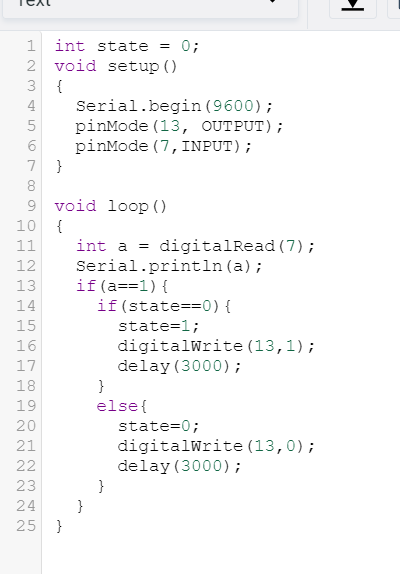 Text
1 int state = 0;
2 void setup()
3 {
4   Serial.begin(9600);
5   pinMode(13, OUTPUT);
6   pinMode(7,INPUT);
7 }
8
9 void loop()
10 {
11   int a = digitalRead(7);
12   Serial.println(a);
13   if(a==1){
14     if(state==0){
15       state=1;
16       digitalWrite(13,1);
17       delay(3000);
18     }
19     else{
20       state=0;
21       digitalWrite(13,0);
22       delay(3000);
23     }
24   }
25 }